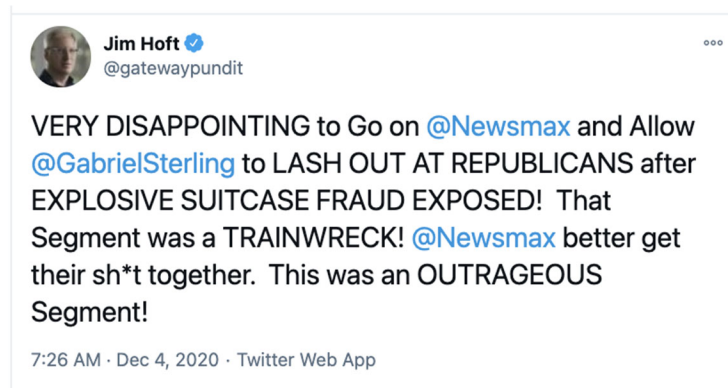 Jim Hoft
@gatewaypundit
VERY DISAPPOINTING to Go on @Newsmax and Allow
@GabrielSterling to LASH OUT AT REPUBLICANS after
EXPLOSIVE SUITCASE FRAUD EXPOSED!  That
Segment was a TRAINWRECK! @Newsmax better get
their sh*t together.  This was an OUTRAGEOUS
Segment!
7:26 AM · Dec 4, 2020 · Twitter Web App